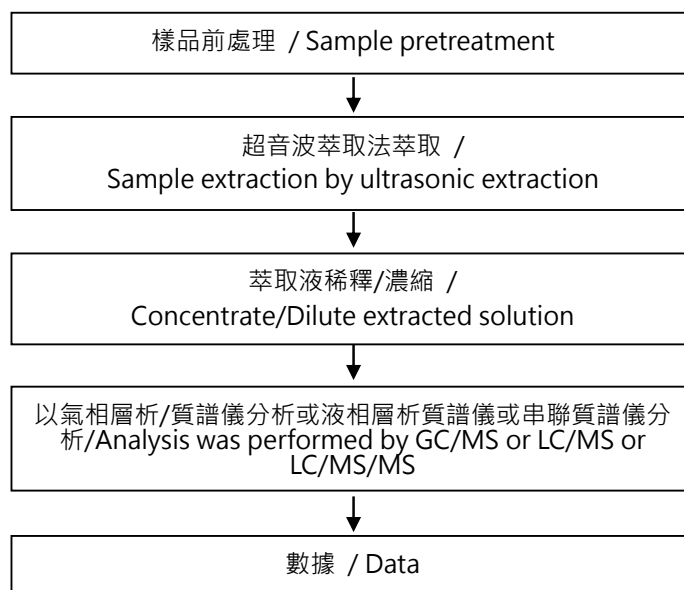 樣品前處理 / Sample pretreatment
超音波萃取法萃取 /
Sample extraction by ultrasonic extraction
萃取液稀釋/濃縮 /
Concentrate/Dilute extracted solution
以氣相層析/質譜儀分析或液相層析質譜儀或串聯質譜儀分
析/Analysis was performed by GC/MS or LC/MS or
LC/MS/MS
數據 / Data